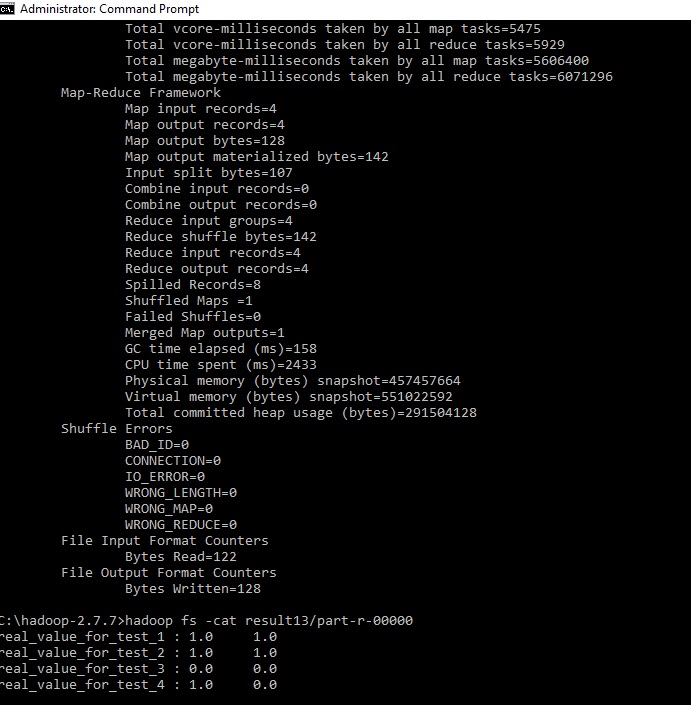 Administrator: Command Prompt
Total vcore-milliseconds taken by all map tasks=5475
Total vcore-milliseconds taken by all reduce tasks=5929
Total megabyte-milliseconds taken by all map tasks=5606400
Total megabyte-milliseconds taken by all reduce tasks=6071296
Map-Reduce Framework
Map input records=4
Map output records=4
Map output bytes=128
Map output materialized bytes=142
Input split bytes=107
Combine input records=0
Combine output records=0
Reduce input groups=4
Reduce shuffle bytes=142
Reduce input records=4
Reduce output records=4
Spilled Records=8
Shuffled Maps =1
Failed Shuffles=0
Merged Map outputs=1
GC time elapsed (ms)=158
CPU time spent (ms)=2433
Physical memory (bytes) snapshot=457457664
Virtual memory (bytes) snapshot=551022592
Total committed heap usage (bytes)=291504128
Shuffle Errors
BAD_ID=0
CONNECTION=0
IO_ERROR=0
WRONG_LENGTH=0
WRONG_MAP=0
WRONG_REDUCE=0
File Input Format Counters
Bytes Read=122
File Output Format Counters
Bytes Written=128
C:\hadoop-2.7.7>hadoop fs -cat result13/part-r-00000
real_value_for_test_1 : 1.0     1.0
real_value_for_test_2 : 1.0     1.0
real_value_for_test_3 : 0.0     0.0
real_value_for_test_4 : 1.0     0.0